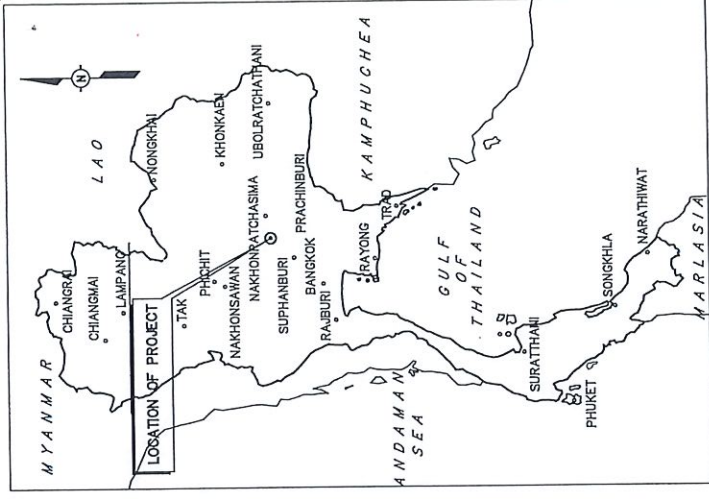 MYANMAR
LAO
N
CHIANGRAI
CHIANGMAI
LAMPANG
NONGKHAI
LOCATION OF PROJECT
TAK
PHICHIT
KHONKAEN
NAKHONSAWAN
NAKHONRATCHASIMA
UBOLRATCHATHANI
SUPHANBURI
PRACHINBURI
BANGKOK
RAJBURI
RAYONG
TRAD
KAMPHUCHEA
GULF
OF
THAILAND
ANDAMAN
SEA
SURATTHANI
PHUKET
SONGKHLA
NARATHIWAT
MARLASIA